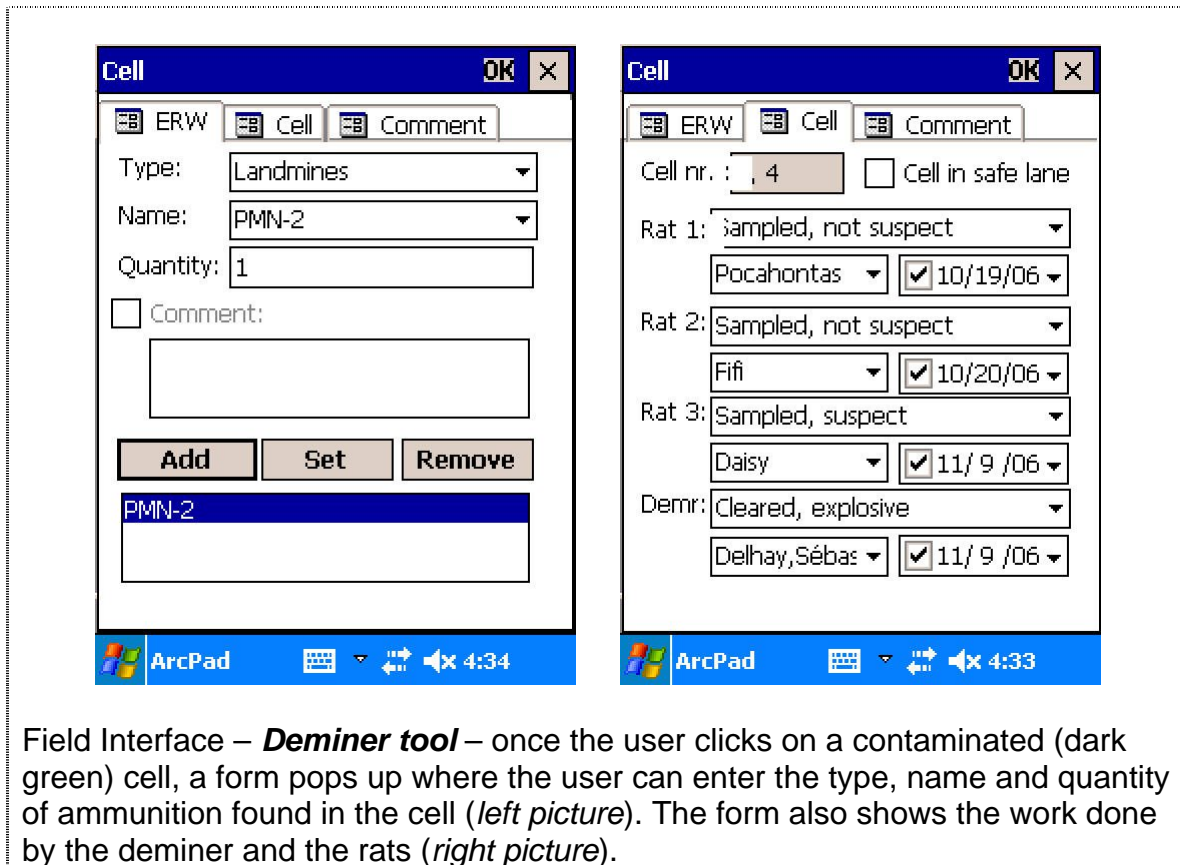 Cell OK
ERW Cell Comment
Type: Landmines
Name: PMN-2
Quantity: 1
Comment:
Add Set Remove
PMN-2
ArcPad 4:34
Cell OK
ERW Cell Comment
Cell nr. : , 4 Cell in safe lane
Rat 1: Sampled, not suspect
Pocahontas 10/19/06
Rat 2: Sampled, not suspect
Fifi 10/20/06
Rat 3: Sampled, suspect
Daisy 11/ 9 /06
Demr: Cleared, explosive
Delhay,Sébas 11/ 9 /06
ArcPad 4:33
Field Interface – Deminer tool – once the user clicks on a contaminated (dark
green) cell, a form pops up where the user can enter the type, name and quantity
of ammunition found in the cell (left picture). The form also shows the work done
by the deminer and the rats (right picture).